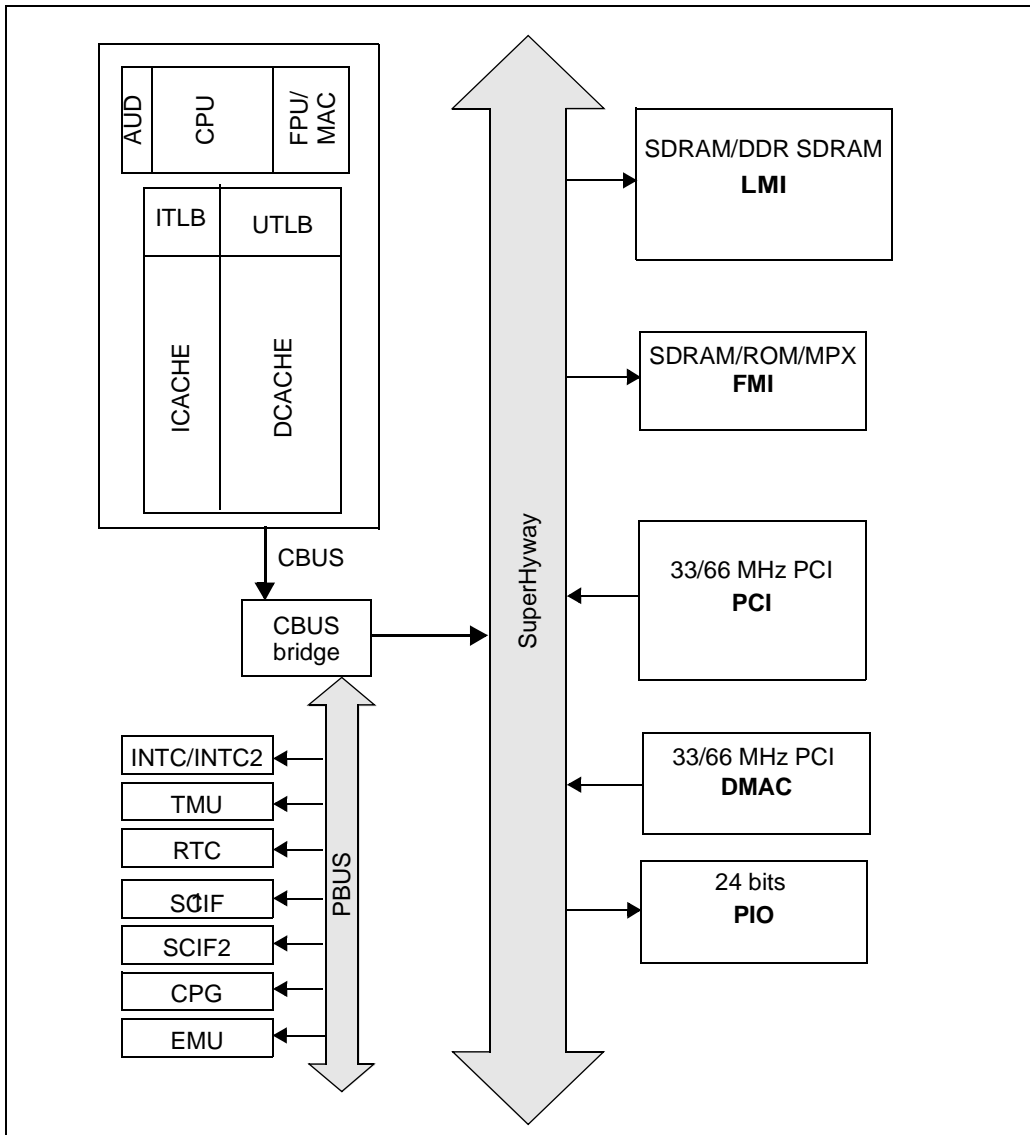 AUD
CPU
FPU/
MAC
ITLB
UTLB
ICACHE
DCACHE
CBUS
CBUS
bridge
PBUS
INTC/INTC2
TMU
RTC
SCIF2
CPG
EMU
SuperHyway
SDRAM/DDR SDRAM
LMI
SDRAM/ROM/MPX
FMI
33/66 MHz PCI
PCI
33/66 MHz PCI
DMAC
24 bits
PIO